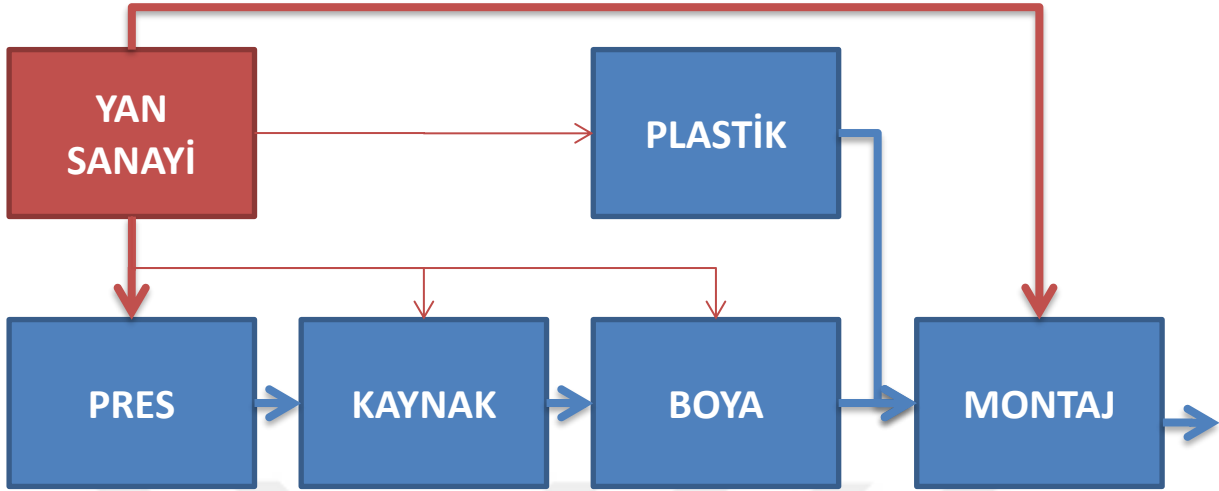 YAN
SANAYİ
PLASTİK
PRES
KAYNAK
BOYA
MONTAJ